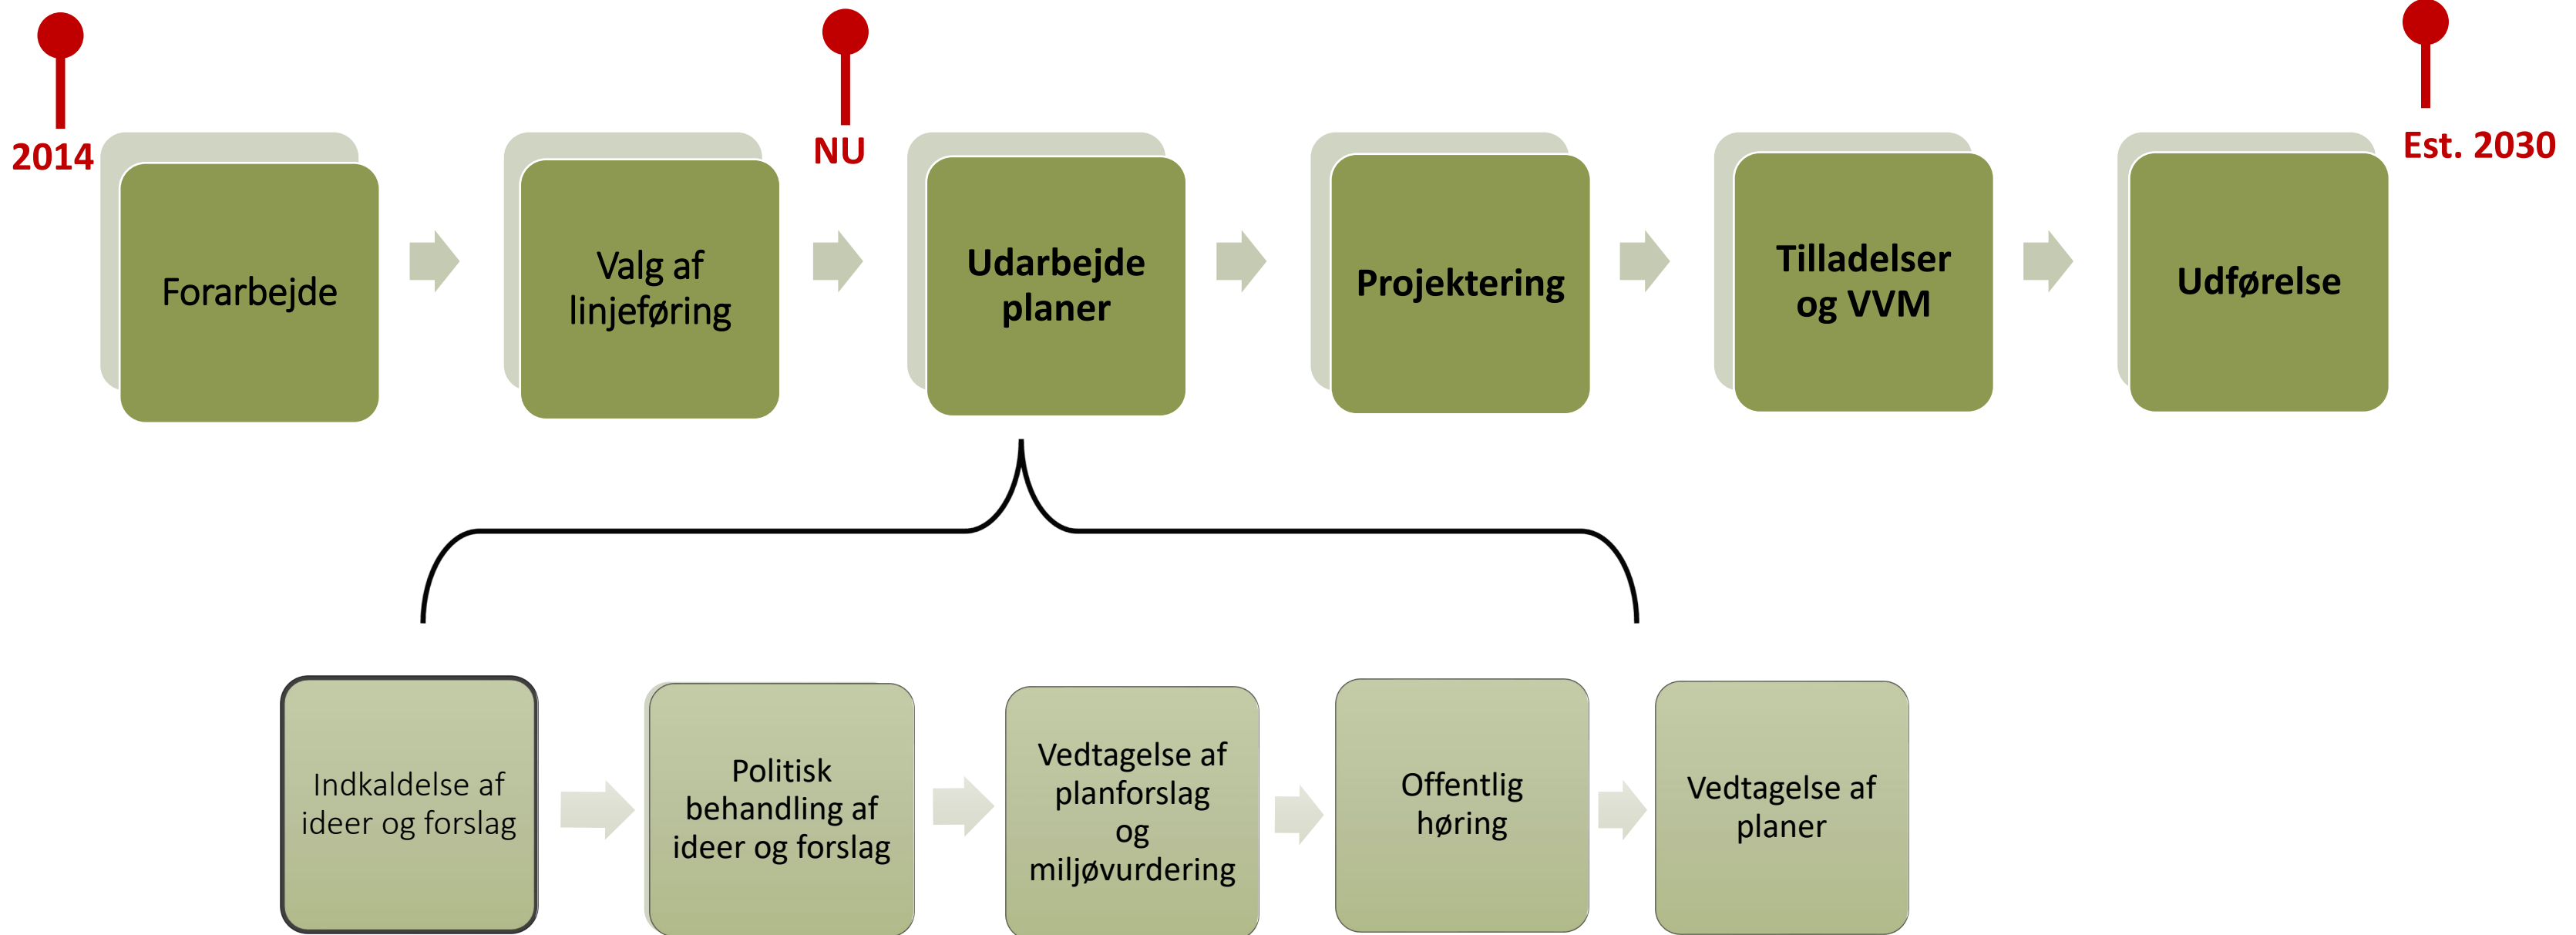 2014
NU
Est. 2030
Forarbejde
Valg af
linjeføring
Udarbejde
planer
Projektering
Tilladelser
og VVM
Udførelse
Indkaldelse af
ideer og forslag
Politisk
behandling af
ideer og forslag
Vedtagelse af
planforslag
og
miljøvurdering
Offentlig
høring
Vedtagelse af
planer